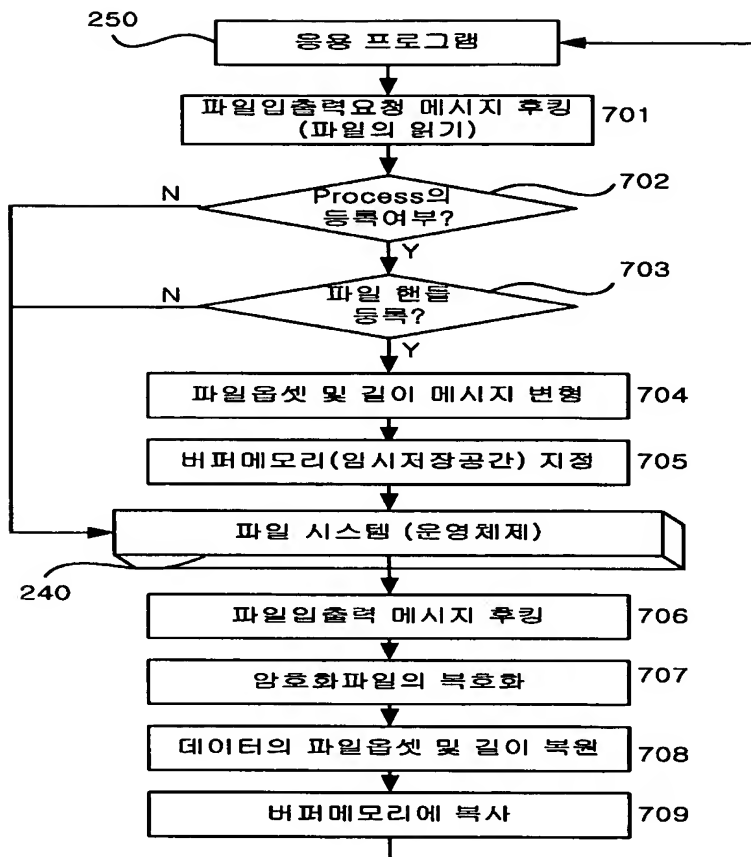 250
응용 프로그램
파일입출력요청 메시지 후킹
(파일의 읽기)
701
702
N
Process의
등록여부?
Y
703
N
파일 핸들
등록?
Y
파일옵셋 및 길이 메시지 변형
704
버퍼메모리(임시저장공간) 지정
705
파일 시스템 (운영체제)
240
파일입출력 메시지 후킹
706
암호화파일의 복호화
707
데이터의 파일옵셋 및 길이 복원
708
버퍼메모리에 복사
709